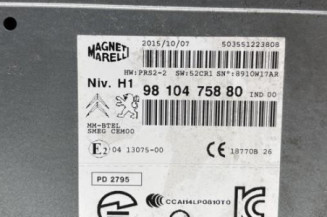 MAGNETI MARELLI 2015/10/07 503551223808
HW:PRS2-2 SW:52CR1 SN°:8910W17AR
Niv. H1 98 104 758 80 IND 00
MM-BTEL
SMEG CEM00
E2 04 13075-00 CE 187708 26
PD 2795
CCAI14LP0810T0